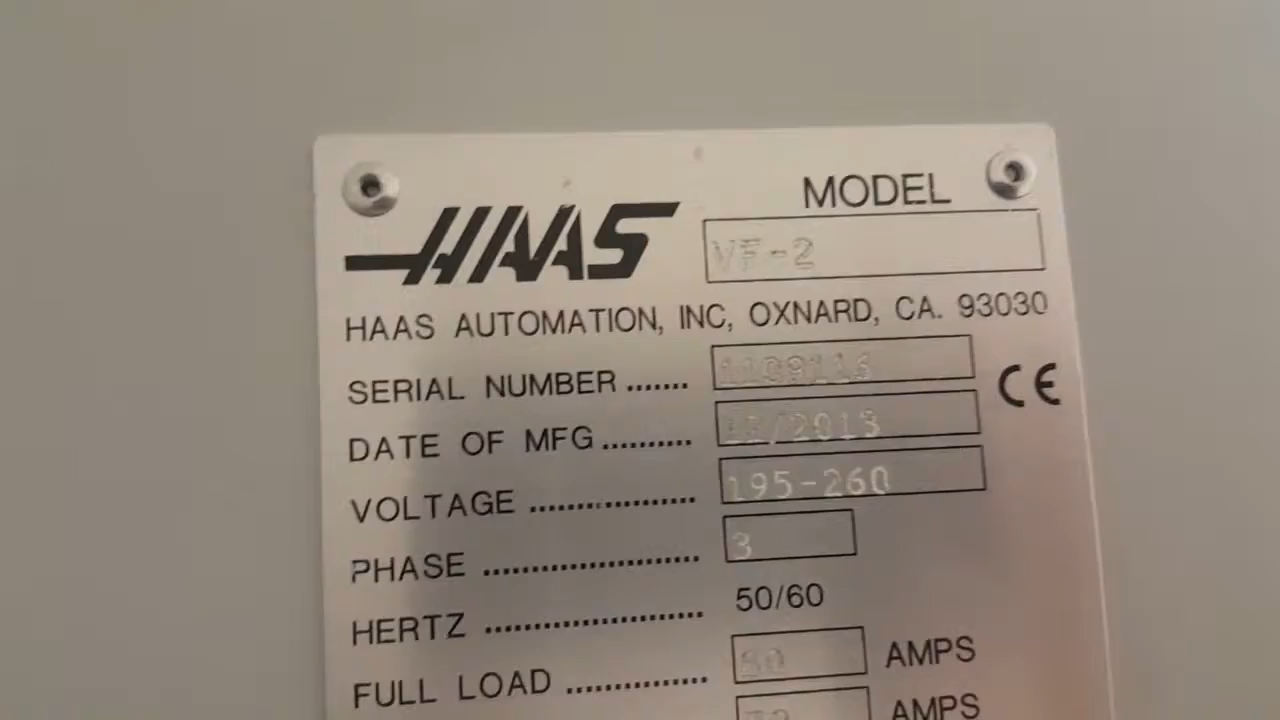 MODEL
HAAS VF-2
HAAS AUTOMATION, INC, OXNARD, CA. 93030
SERIAL NUMBER ....... 
CE
DATE OF MFG .......... /2013
VOLTAGE ................ 195-260
PHASE ..................... 3
HERTZ ..................... 50/60
FULL LOAD .............. AMPS
AMPS